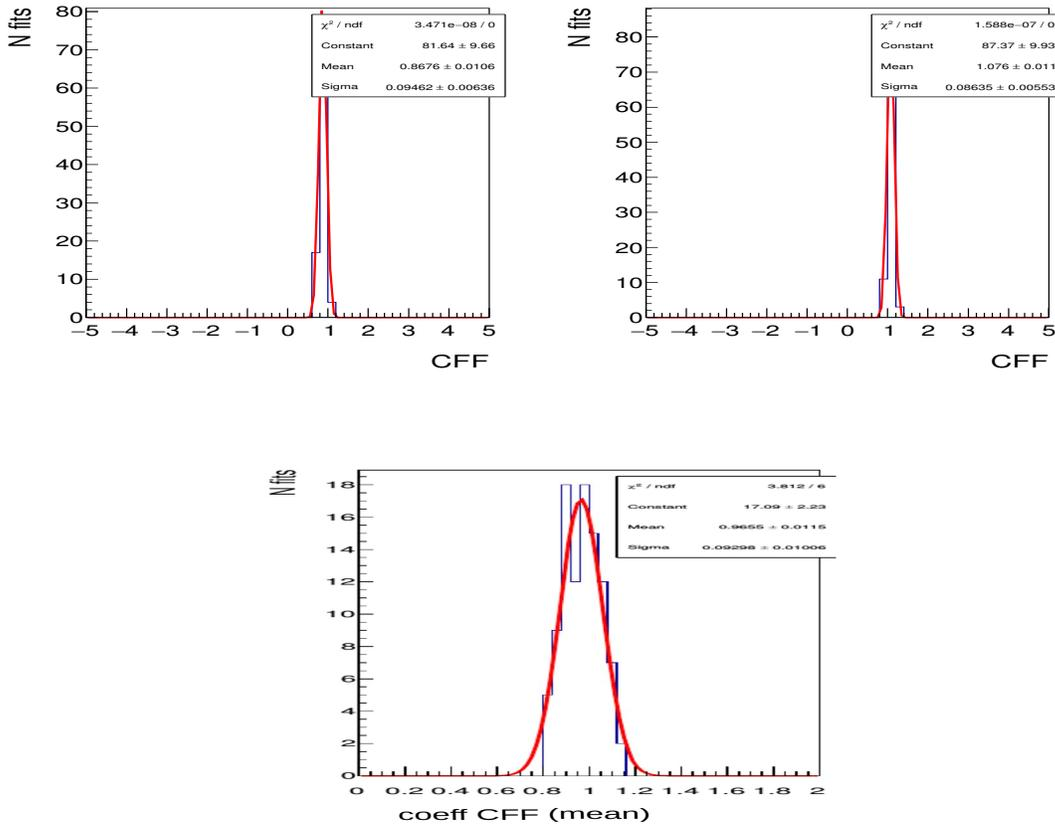 N fits
80
70
60
50
40
30
20
10
0
−5 −4 −3 −2 −1 0 1 2 3 4 5
CFF
χ² / ndf 3.471e−08 / 0
Constant 81.64 ± 9.66
Mean 0.8676 ± 0.0106
Sigma 0.09462 ± 0.00636
N fits
80
70
60
50
40
30
20
10
0
−5 −4 −3 −2 −1 0 1 2 3 4 5
CFF
χ² / ndf 1.588e−07 / 0
Constant 87.37 ± 9.93
Mean 1.076 ± 0.011
Sigma 0.08635 ± 0.00553
N fits
18
16
14
12
10
8
6
4
2
0
0 0.2 0.4 0.6 0.8 1 1.2 1.4 1.6 1.8 2
coeff CFF (mean)
χ² / ndf 3.812 / 6
Constant 17.09 ± 2.23
Mean 0.9655 ± 0.0115
Sigma 0.09298 ± 0.01006